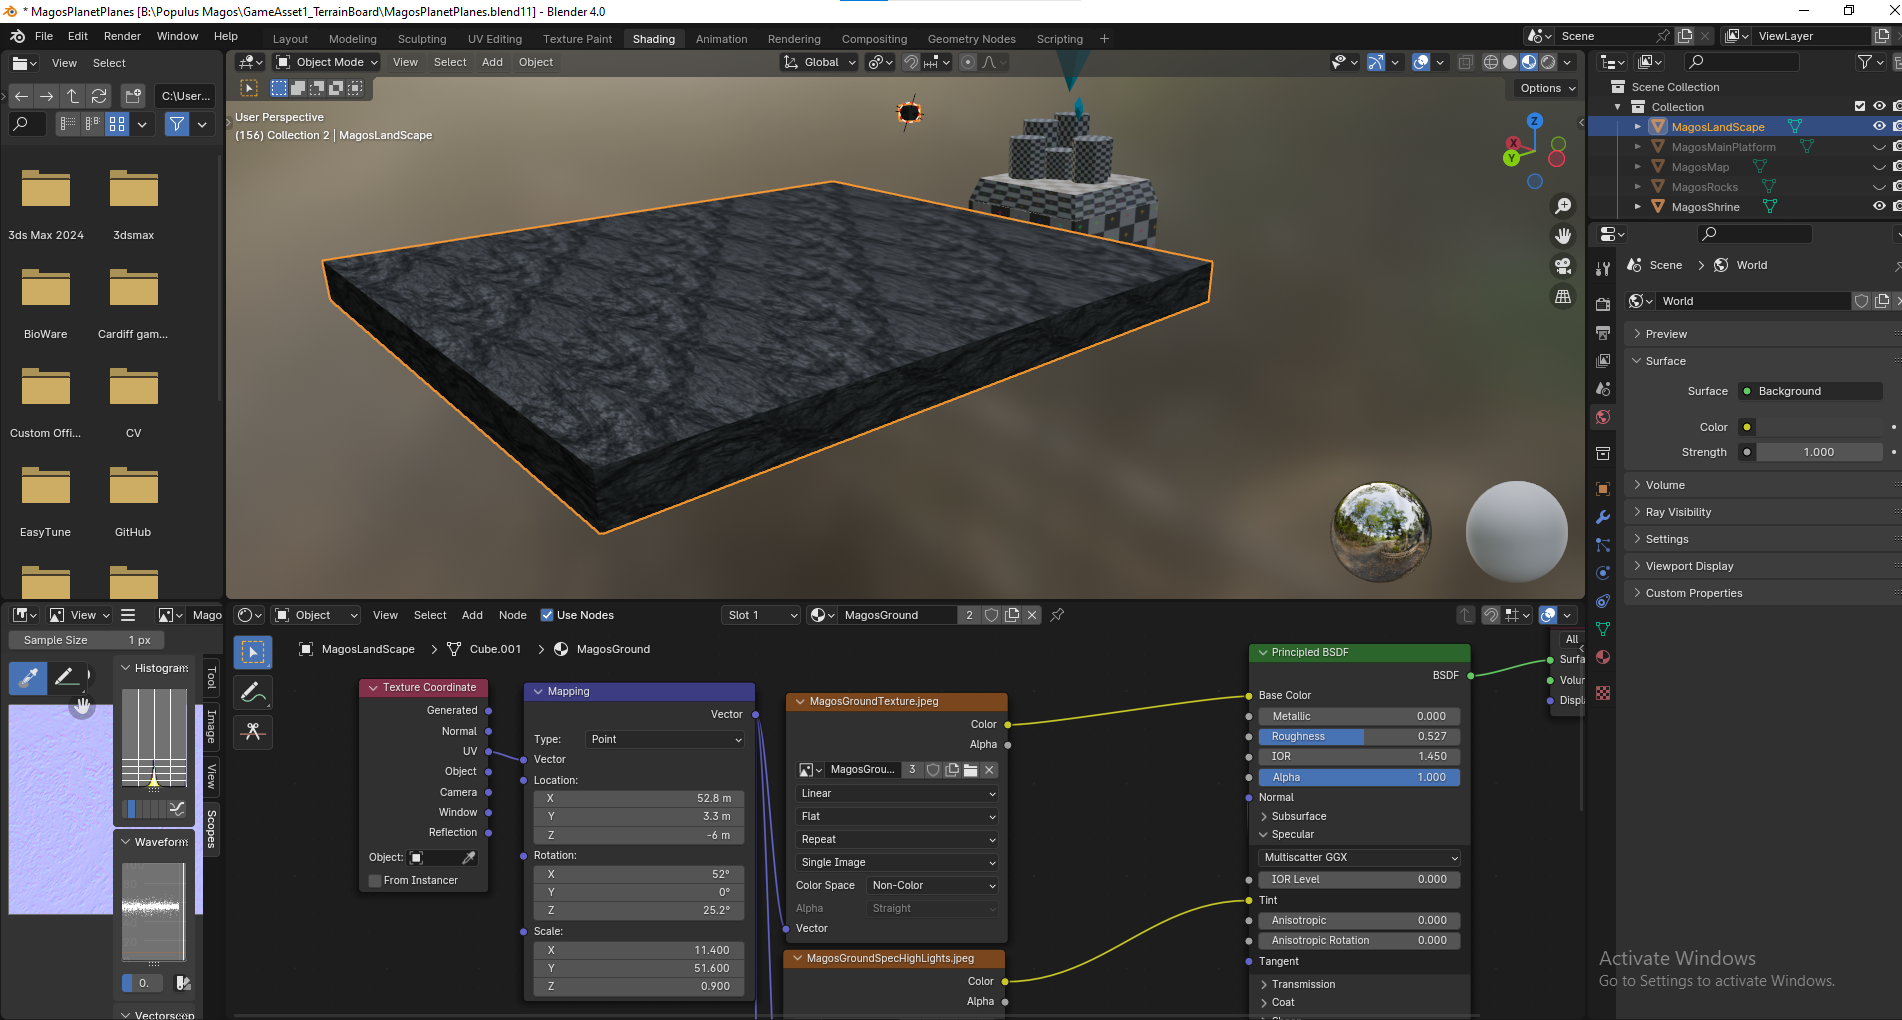 * MagosPlanetPlanes [B:\Populus Magos\GameAsset1_TerrainBoard\MagosPlanetPlanes.blend11] - Blender 4.0
File Edit Render Window Help Layout Modeling Sculpting UV Editing Texture Paint Shading Animation Rendering Compositing Geometry Nodes Scripting + Scene ViewLayer
View Select
C:\User...
3ds Max 2024 3dsmax
BioWare Cardiff gam...
Custom Offi... CV
EasyTune GitHub
Object Mode View Select Add Object Global
Options
User Perspective
(156) Collection 2 | MagosLandScape
Z
X
Y
Scene Collection
Collection
MagosLandScape
MagosMainPlatform
MagosMap
MagosRocks
MagosShrine
Scene > World
World
Preview
Surface
Surface Background
Color
Strength 1.000
Volume
Ray Visibility
Settings
Viewport Display
Custom Properties
View Mago
Sample Size 1 px
Histogram
Waveform
0.
Vectorscop
Tool
Image
View
Scopes
Object View Select Add Node Use Nodes Slot 1 MagosGround 2
MagosLandScape > Cube.001 > MagosGround
Texture Coordinate
Generated
Normal
UV
Object
Camera
Window
Reflection
Object:
From Instancer
Mapping
Vector
Type: Point
Vector
Location:
X 52.8 m
Y 3.3 m
Z -6 m
Rotation:
X 52°
Y 0°
Z 25.2°
Scale:
X 11.400
Y 51.600
Z 0.900
MagosGroundTexture.jpeg
Color
Alpha
MagosGrou... 3
Linear
Flat
Repeat
Single Image
Color Space Non-Color
Alpha Straight
Vector
MagosGroundSpecHighLights.jpeg
Color
Alpha
Principled BSDF
BSDF
Base Color
Metallic 0.000
Roughness 0.527
IOR 1.450
Alpha 1.000
Normal
Subsurface
Specular
Multiscatter GGX
IOR Level 0.000
Tint
Anisotropic 0.000
Anisotropic Rotation 0.000
Tangent
Transmission
Coat
All
Surfa
Volur
Displ
Activate Windows
Go to Settings to activate Windows.